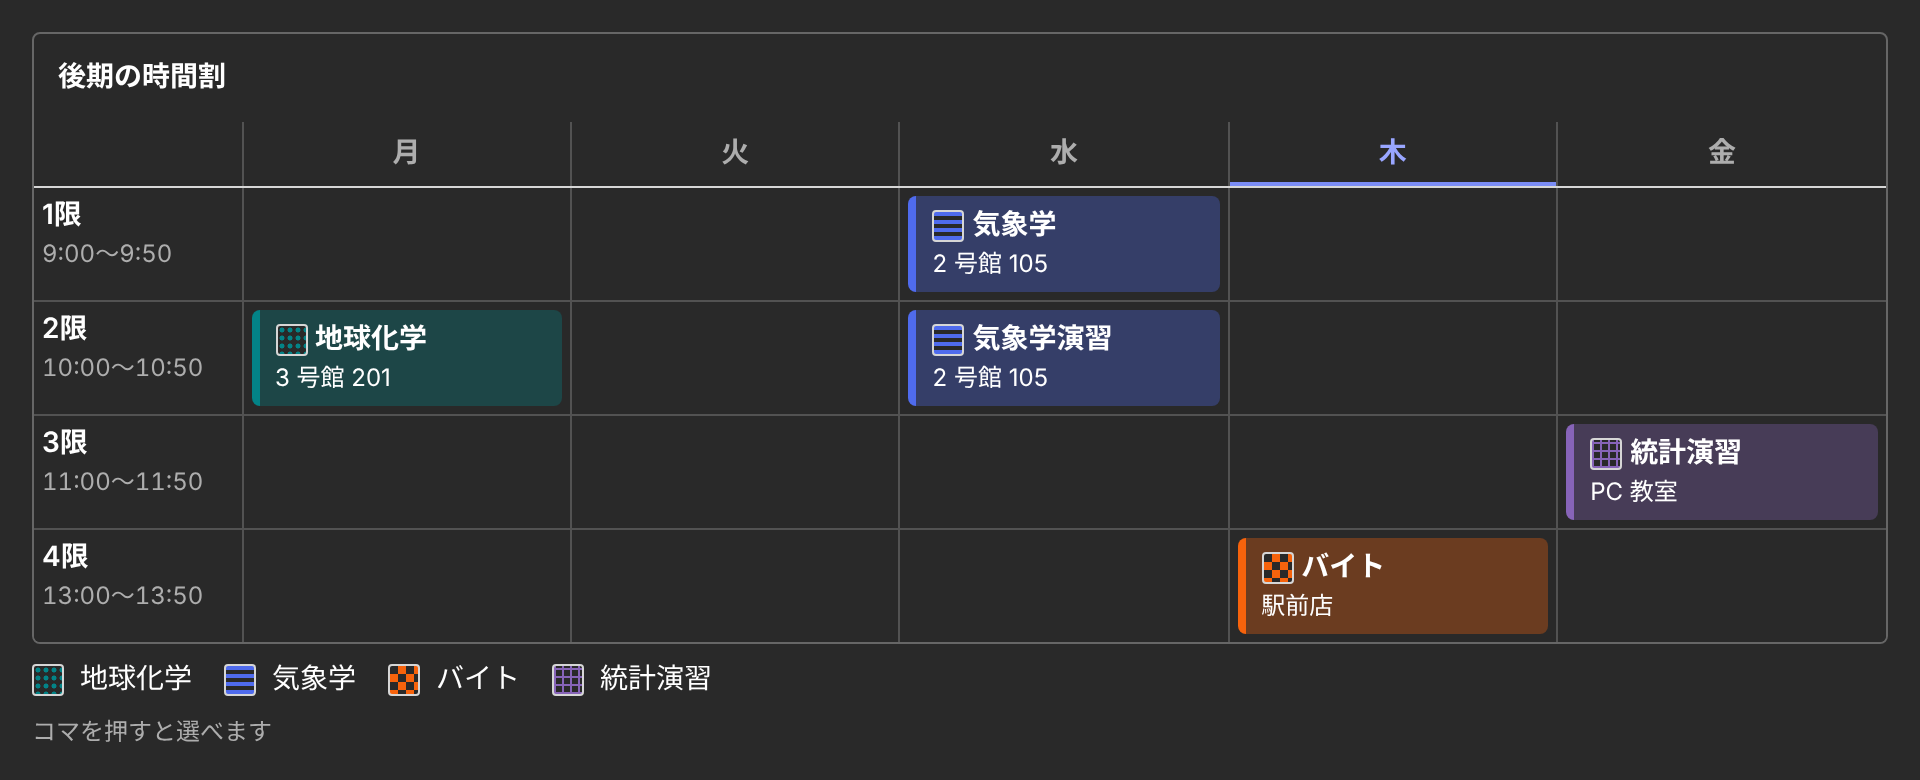 後期の時間割
月 火 水 木 金
1限
9:00〜9:50
気象学
2 号館 105
2限
10:00〜10:50
地球化学
3 号館 201
気象学演習
2 号館 105
3限
11:00〜11:50
統計演習
PC 教室
4限
13:00〜13:50
バイト
駅前店
地球化学 気象学 バイト 統計演習
コマを押すと選べます